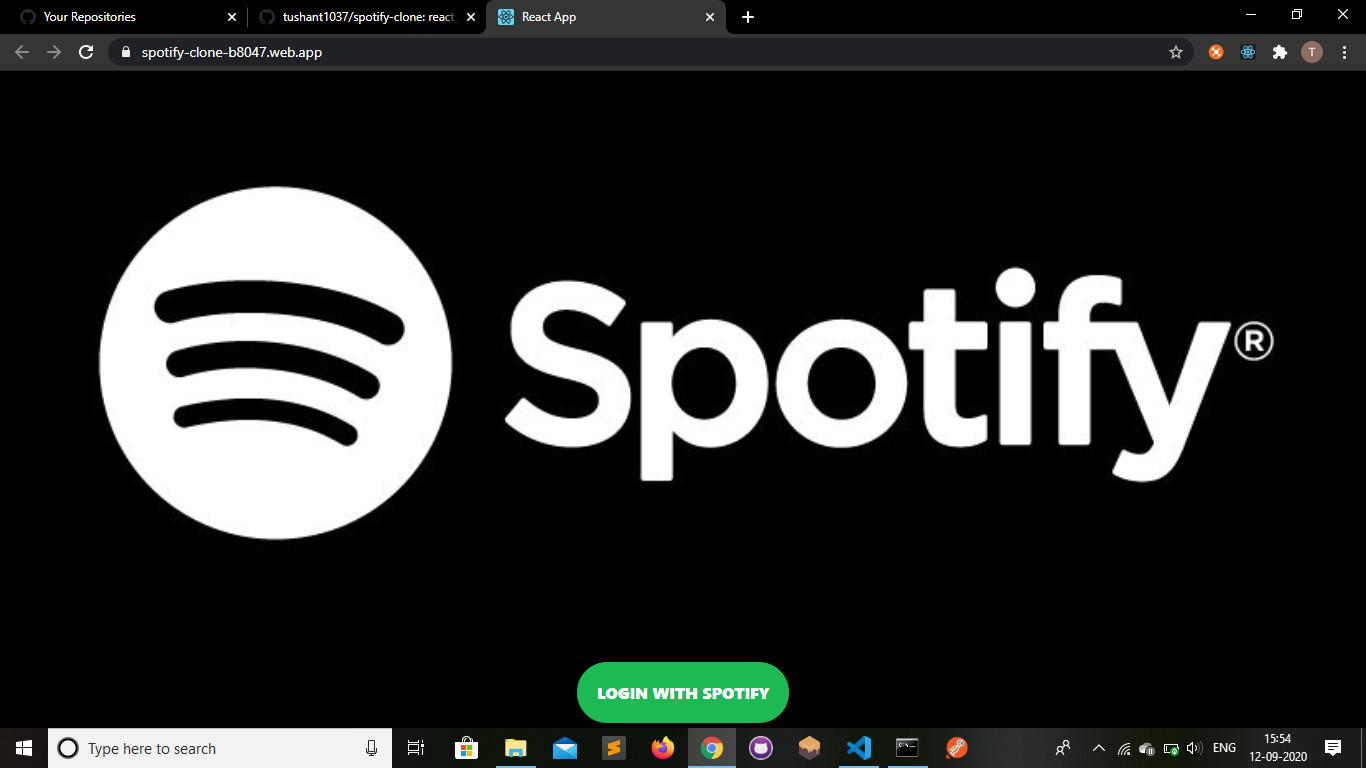 Your Repositories
tushant1037/spotify-clone: react
React App
spotify-clone-b8047.web.app
T
Spotify®
LOGIN WITH SPOTIFY
Type here to search
ENG
15:54
12-09-2020